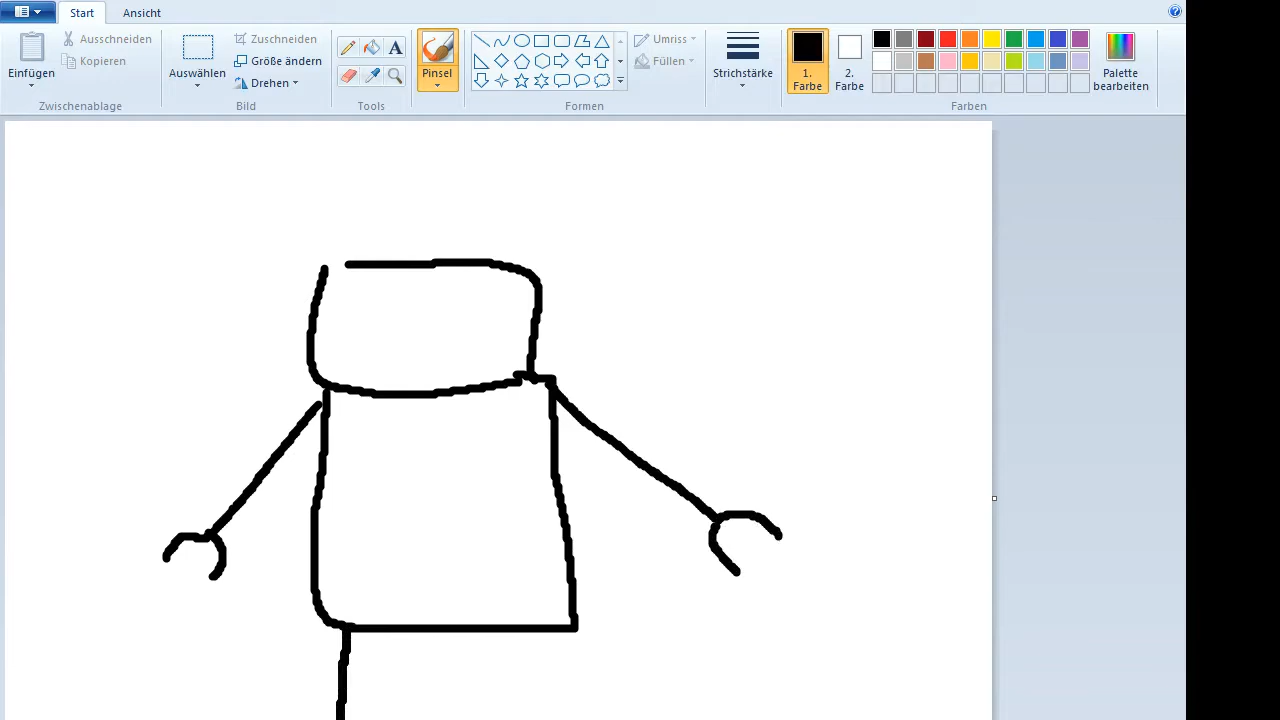 Start Ansicht
Einfügen
Ausschneiden
Kopieren
Zwischenablage
Auswählen
Zuschneiden
Größe ändern
Drehen
Bild
A
Tools
Pinsel
Umriss
Füllen
Formen
Strichstärke
1.
Farbe
2.
Farbe
Palette
bearbeiten
Farben